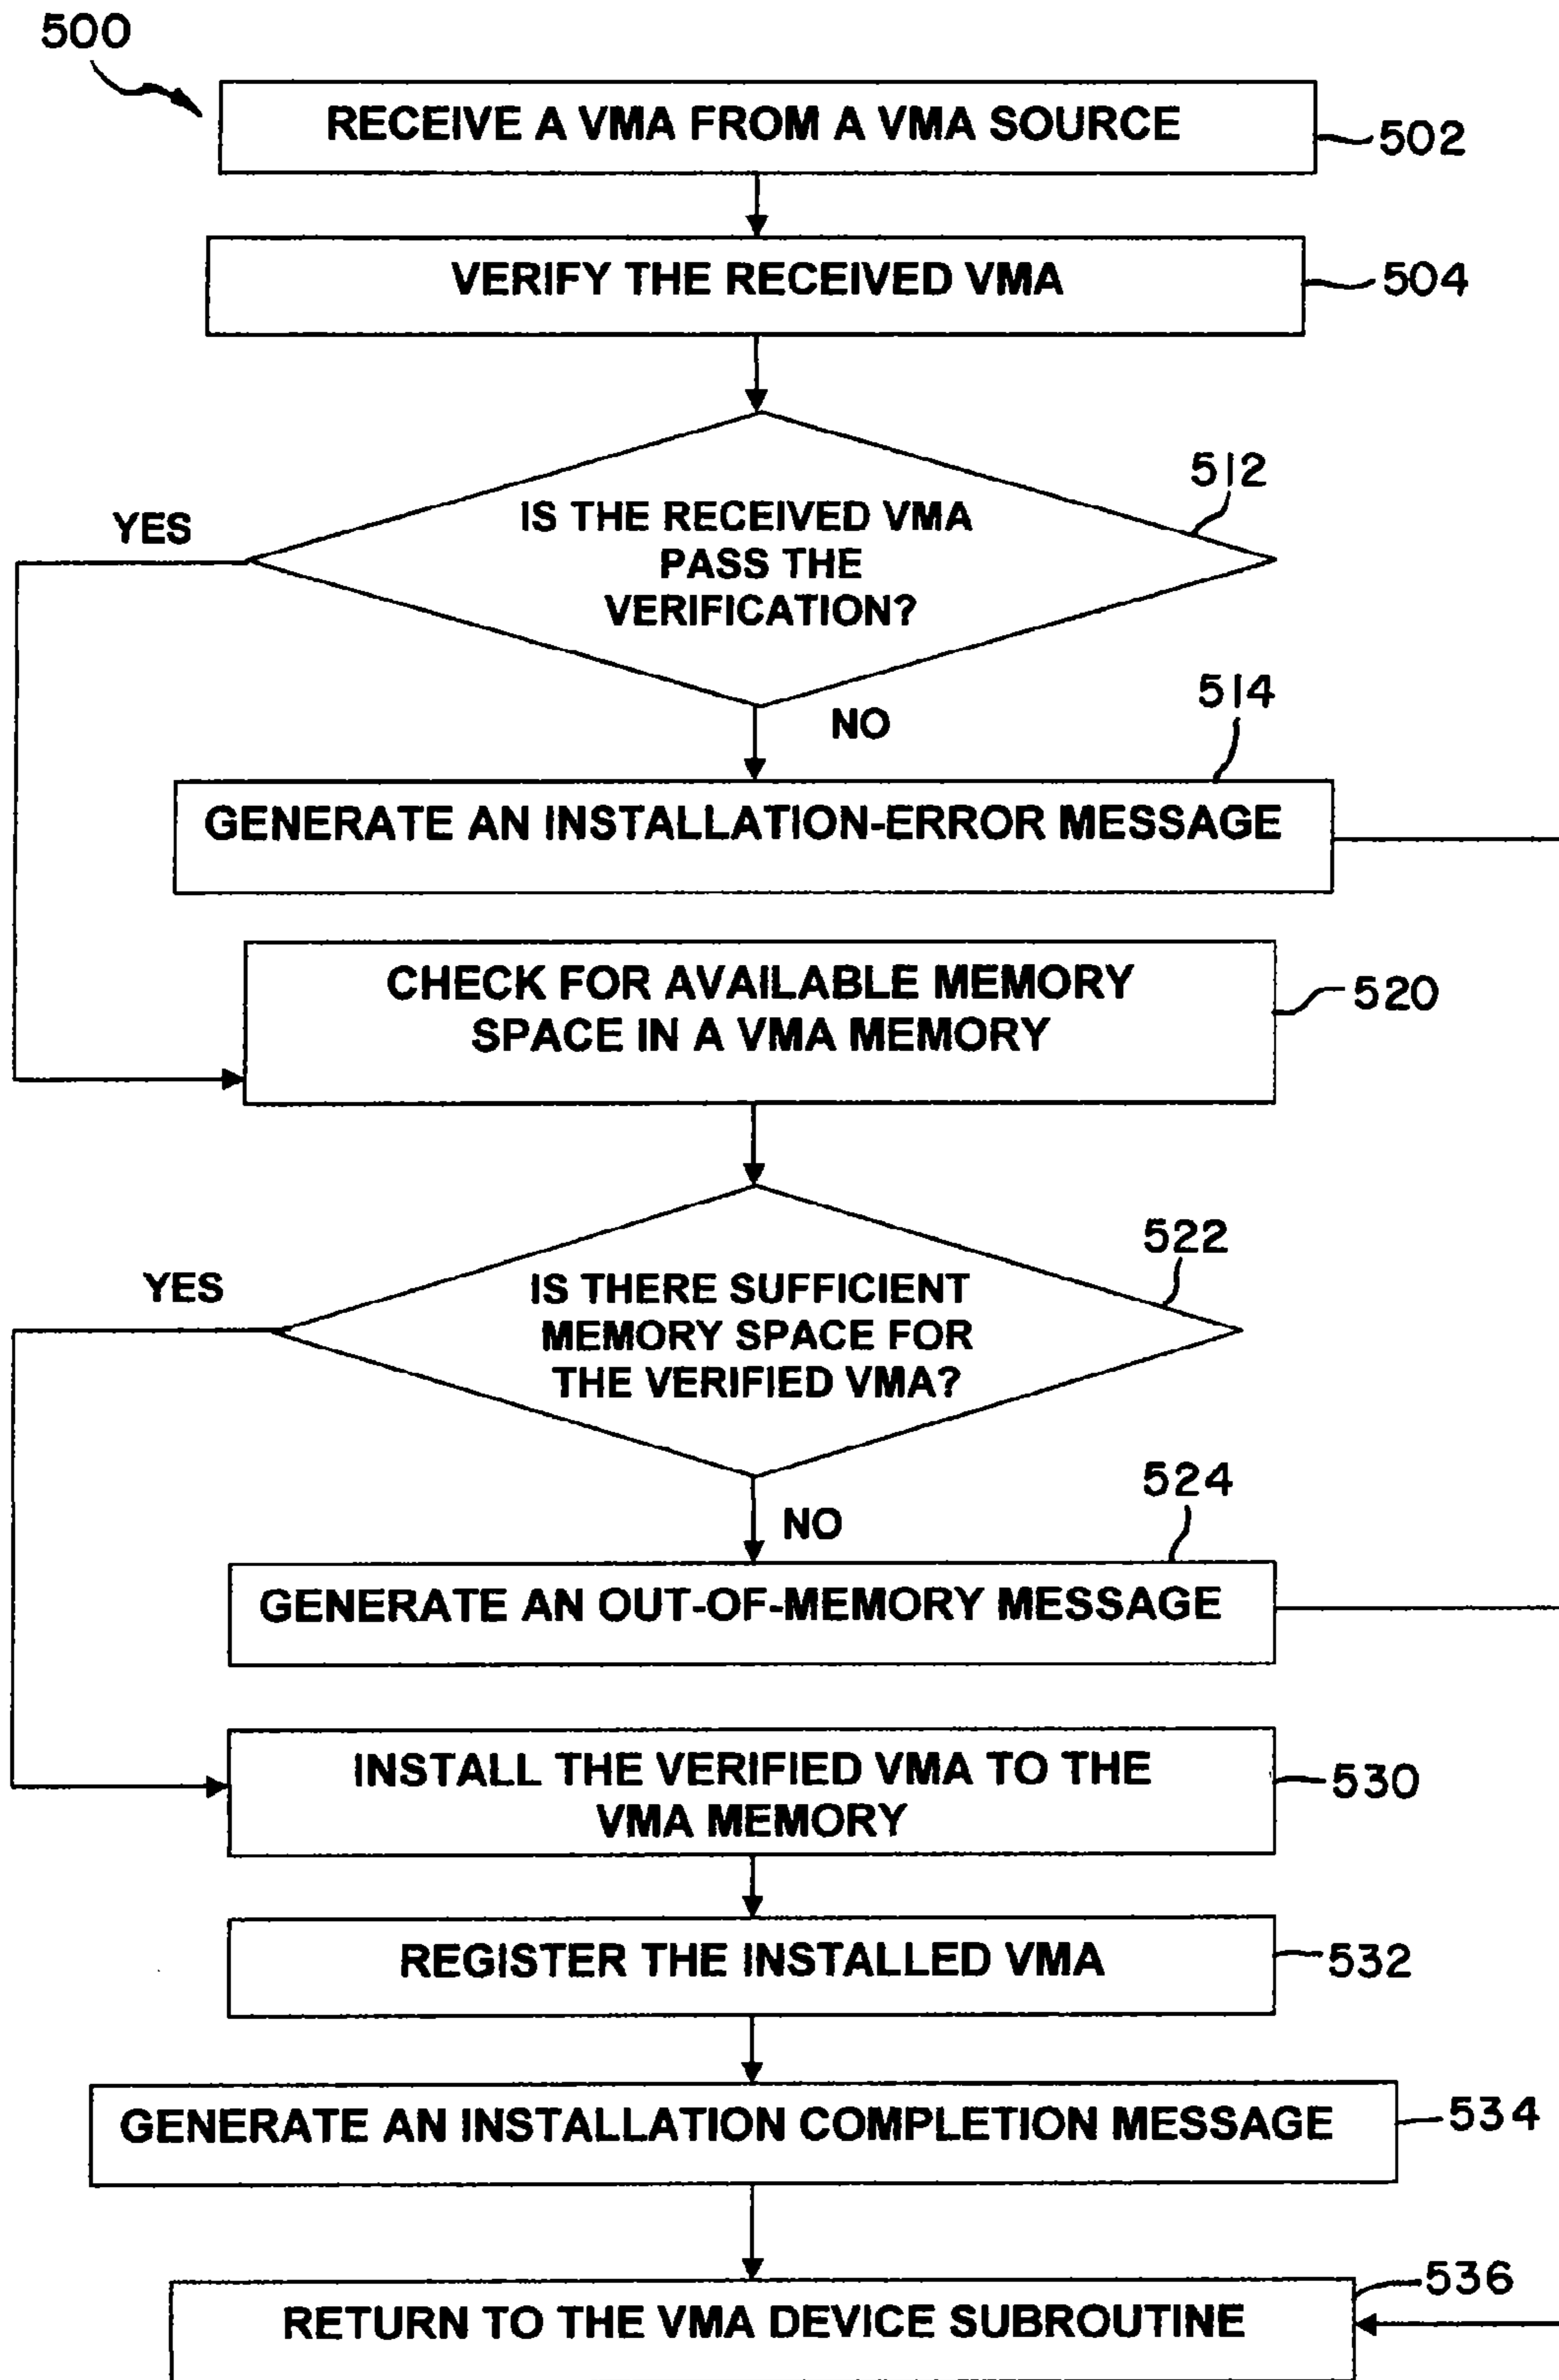 500
RECEIVE A VMA FROM A VMA SOURCE
502
VERIFY THE RECEIVED VMA
504
512
YES
IS THE RECEIVED VMA
PASS THE
VERIFICATION?
514
NO
GENERATE AN INSTALLATION-ERROR MESSAGE
CHECK FOR AVAILABLE MEMORY
SPACE IN A VMA MEMORY
520
522
YES
IS THERE SUFFICIENT
MEMORY SPACE FOR
THE VERIFIED VMA?
524
NO
GENERATE AN OUT-OF-MEMORY MESSAGE
INSTALL THE VERIFIED VMA TO THE
VMA MEMORY
530
REGISTER THE INSTALLED VMA
532
GENERATE AN INSTALLATION COMPLETION MESSAGE
534
536
RETURN TO THE VMA DEVICE SUBROUTINE